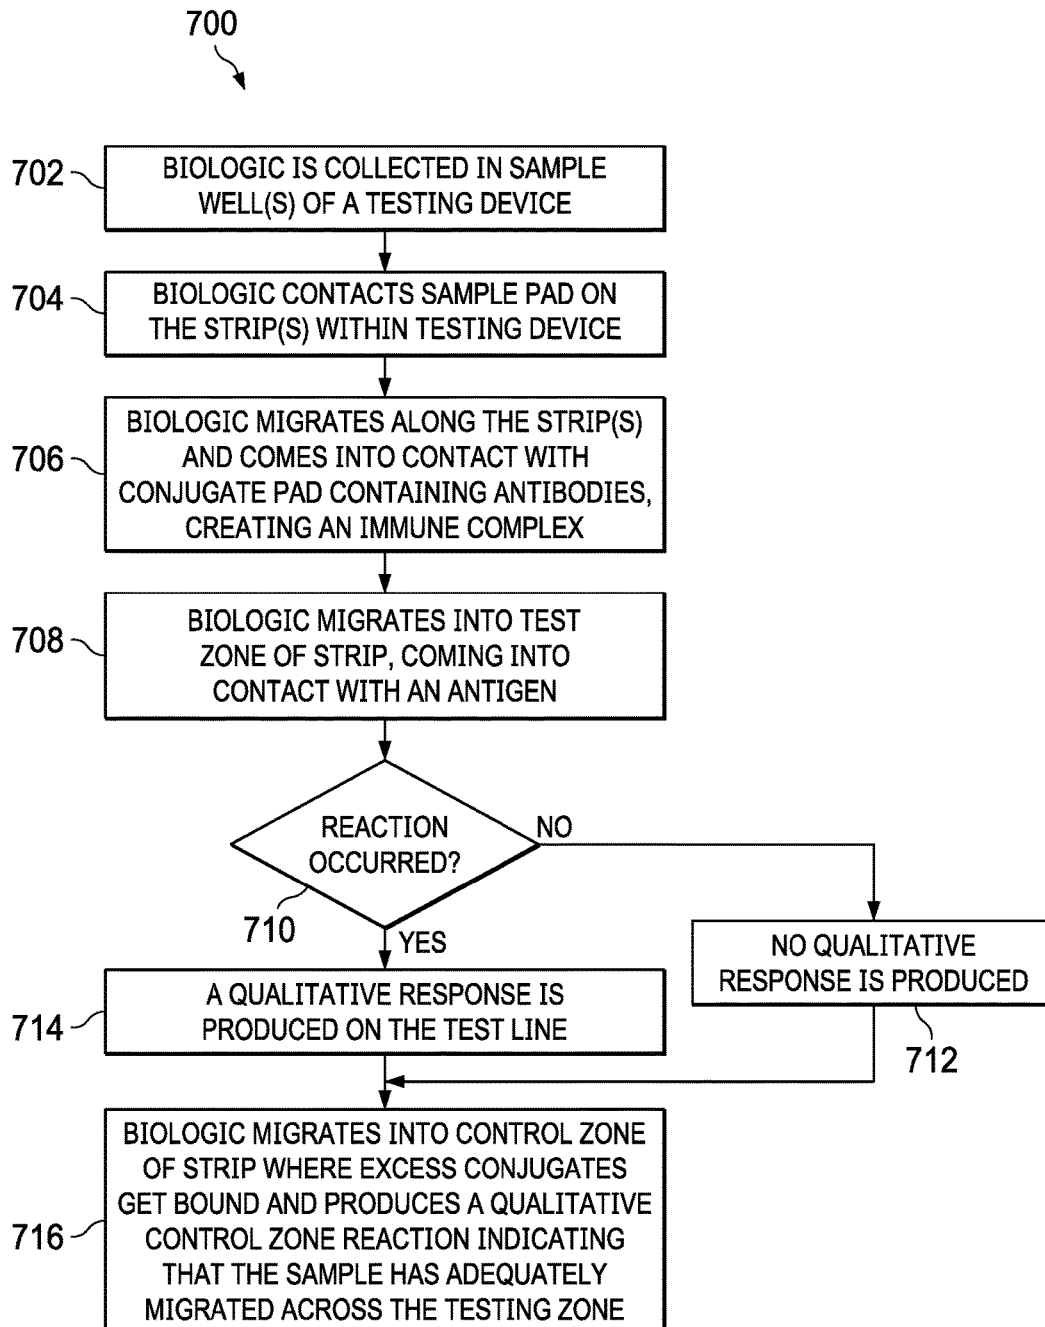 700
702
BIOLOGIC IS COLLECTED IN SAMPLE
WELL(S) OF A TESTING DEVICE
704
BIOLOGIC CONTACTS SAMPLE PAD ON
THE STRIP(S) WITHIN TESTING DEVICE
706
BIOLOGIC MIGRATES ALONG THE STRIP(S)
AND COMES INTO CONTACT WITH
CONJUGATE PAD CONTAINING ANTIBODIES,
CREATING AN IMMUNE COMPLEX
708
BIOLOGIC MIGRATES INTO TEST
ZONE OF STRIP, COMING INTO
CONTACT WITH AN ANTIGEN
REACTION
OCCURRED?
NO
710
YES
NO QUALITATIVE
RESPONSE IS PRODUCED
712
714
A QUALITATIVE RESPONSE IS
PRODUCED ON THE TEST LINE
716
BIOLOGIC MIGRATES INTO CONTROL ZONE
OF STRIP WHERE EXCESS CONJUGATES
GET BOUND AND PRODUCES A QUALITATIVE
CONTROL ZONE REACTION INDICATING
THAT THE SAMPLE HAS ADEQUATELY
MIGRATED ACROSS THE TESTING ZONE